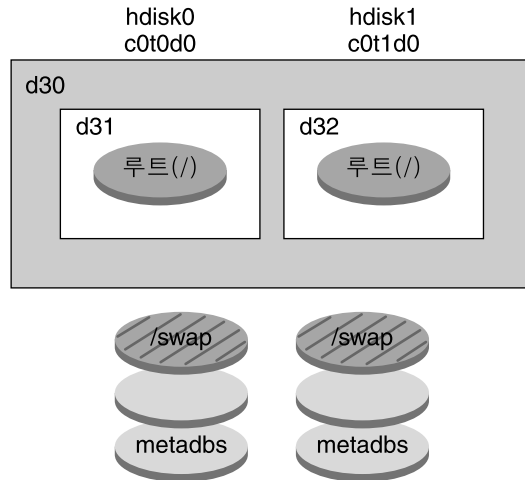 hdisk0 hdisk1
c0t0d0 c0t1d0
d30
d31 d32
루트(/) 루트(/)
/swap /swap
metadbs metadbs